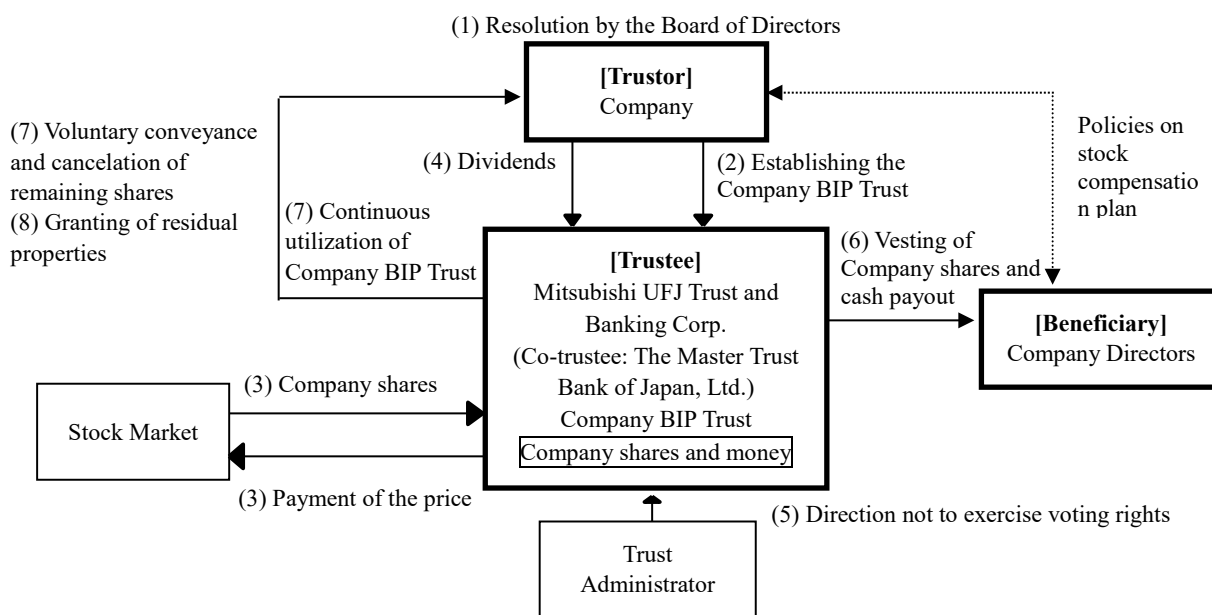 (1) Resolution by the Board of Directors
[Trustor]
Company
(7) Voluntary conveyance
and cancelation of
remaining shares
(8) Granting of residual
properties
(4) Dividends
(2) Establishing the
Company BIP Trust
Policies on
stock
compensatio
n plan
(7) Continuous
utilization of
Company BIP Trust
[Trustee]
Mitsubishi UFJ Trust and
Banking Corp.
(Co-trustee: The Master Trust
Bank of Japan, Ltd.)
Company BIP Trust
Company shares and money
(6) Vesting of
Company shares and
cash payout
[Beneficiary]
Company Directors
(3) Company shares
Stock Market
(3) Payment of the price
(5) Direction not to exercise voting rights
Trust
Administrator